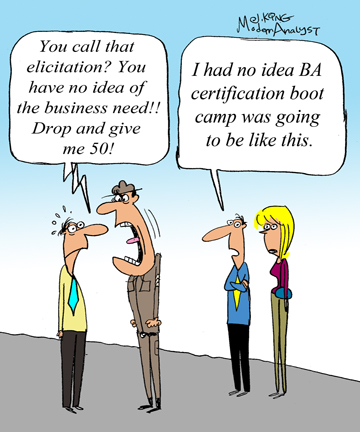 Mel KING
ModernAnalyst
You call that
elicitation? You
have no idea of
the business need!!
Drop and give
me 50!
I had no idea BA
certification boot
camp was going
to be like this.